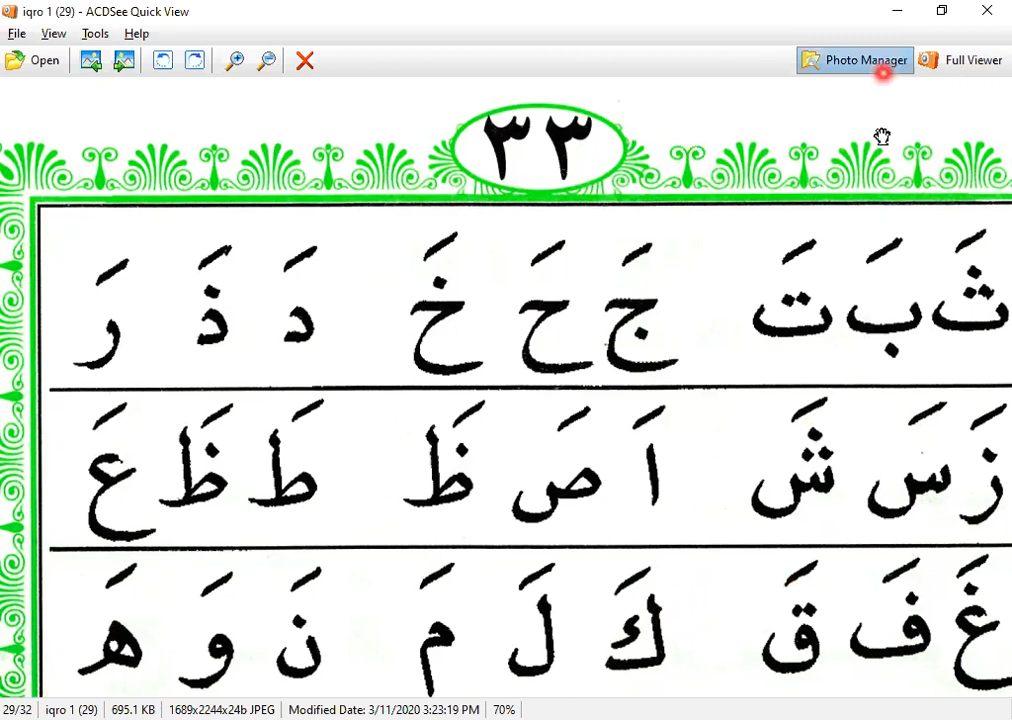 iqro 1 (29) - ACDSee Quick View
File View Tools Help
Open Photo Manager Full Viewer
٣٣
ثَ بَ تَ جَ حَ خَ دَ ذَ رَ
زَ سَ شَ اَ صَ ظَ طَ ظَ عَ
غَ فَ قَ كَ لَ مَ نَ وَ هَ
29/32 iqro 1 (29) 695.1 KB 1689x2244x24b JPEG Modified Date: 3/11/2020 3:23:19 PM 70%